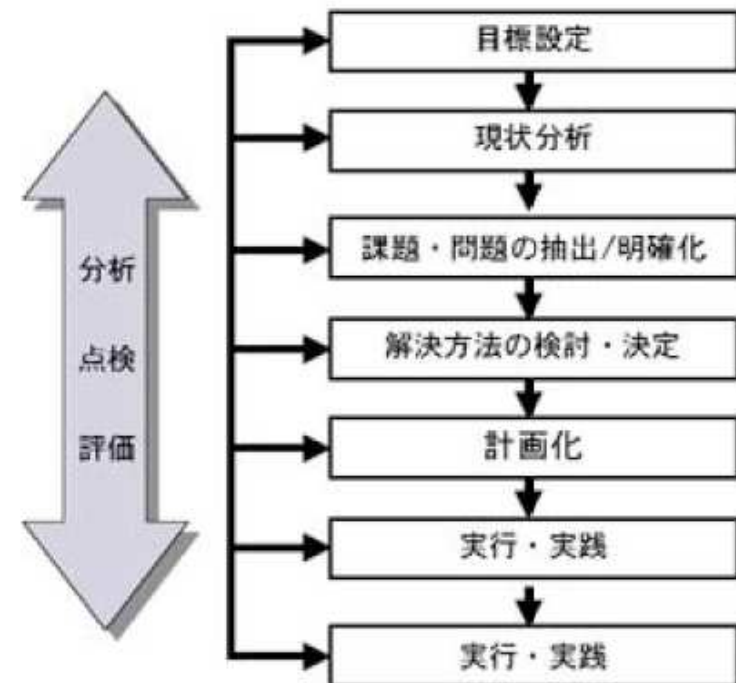 目標設定
現状分析
課題・問題の抽出/明確化
解決方法の検討・決定
計画化
実行・実践
実行・実践
分析
点検
評価